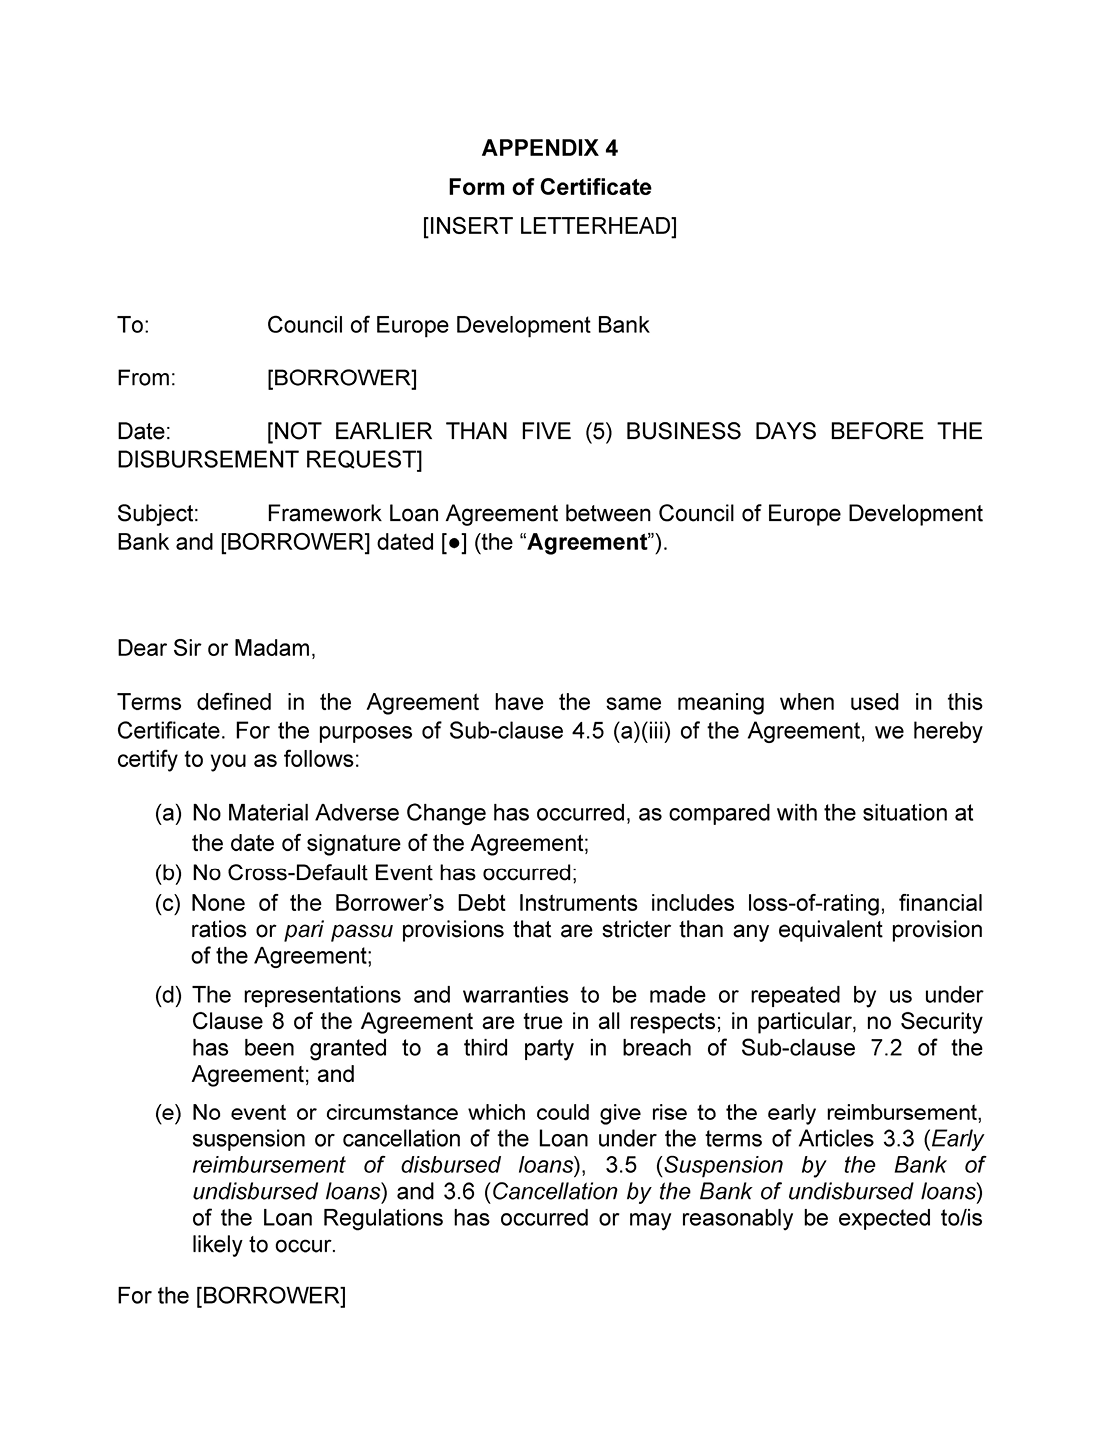 APPENDIX 4
Form of Certificate
[INSERT LETTERHEAD]
To: Council of Europe Development Bank
From: [BORROWER]
Date: [NOT EARLIER THAN FIVE (5) BUSINESS DAYS BEFORE THE
DISBURSEMENT REQUEST]
Subject: Framework Loan Agreement between Council of Europe Development
Bank and [BORROWER] dated [●] (the “Agreement”).
Dear Sir or Madam,
Terms defined in the Agreement have the same meaning when used in this
Certificate. For the purposes of Sub-clause 4.5 (a)(iii) of the Agreement, we hereby
certify to you as follows:
(a) No Material Adverse Change has occurred, as compared with the situation at
the date of signature of the Agreement;
(b) No Cross-Default Event has occurred;
(c) None of the Borrower’s Debt Instruments includes loss-of-rating, financial
ratios or pari passu provisions that are stricter than any equivalent provision
of the Agreement;
(d) The representations and warranties to be made or repeated by us under
Clause 8 of the Agreement are true in all respects; in particular, no Security
has been granted to a third party in breach of Sub-clause 7.2 of the
Agreement; and
(e) No event or circumstance which could give rise to the early reimbursement,
suspension or cancellation of the Loan under the terms of Articles 3.3 (Early
reimbursement of disbursed loans), 3.5 (Suspension by the Bank of
undisbursed loans) and 3.6 (Cancellation by the Bank of undisbursed loans)
of the Loan Regulations has occurred or may reasonably be expected to/is
likely to occur.
For the [BORROWER]